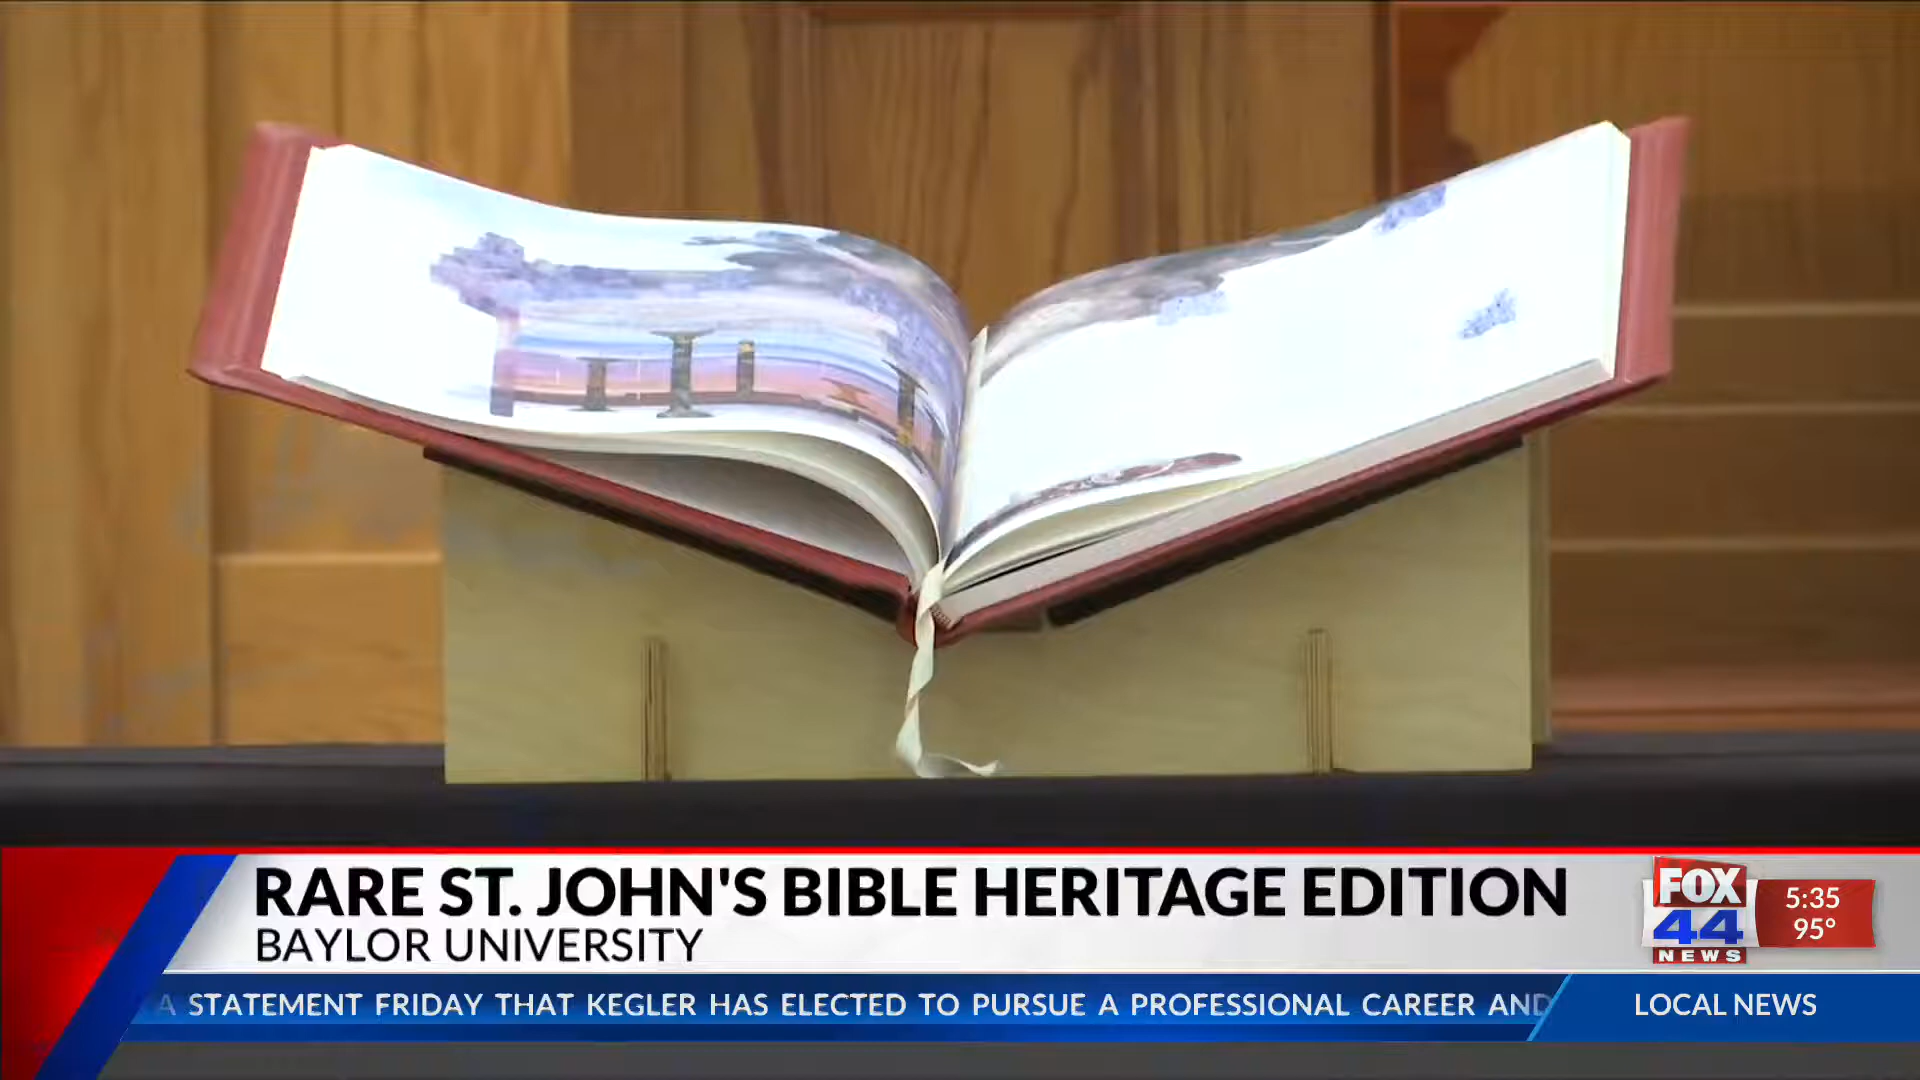 RARE ST. JOHN'S BIBLE HERITAGE EDITION
BAYLOR UNIVERSITY
FOX
44
NEWS
5:35
95°
A STATEMENT FRIDAY THAT KEGLER HAS ELECTED TO PURSUE A PROFESSIONAL CAREER AND
LOCAL NEWS